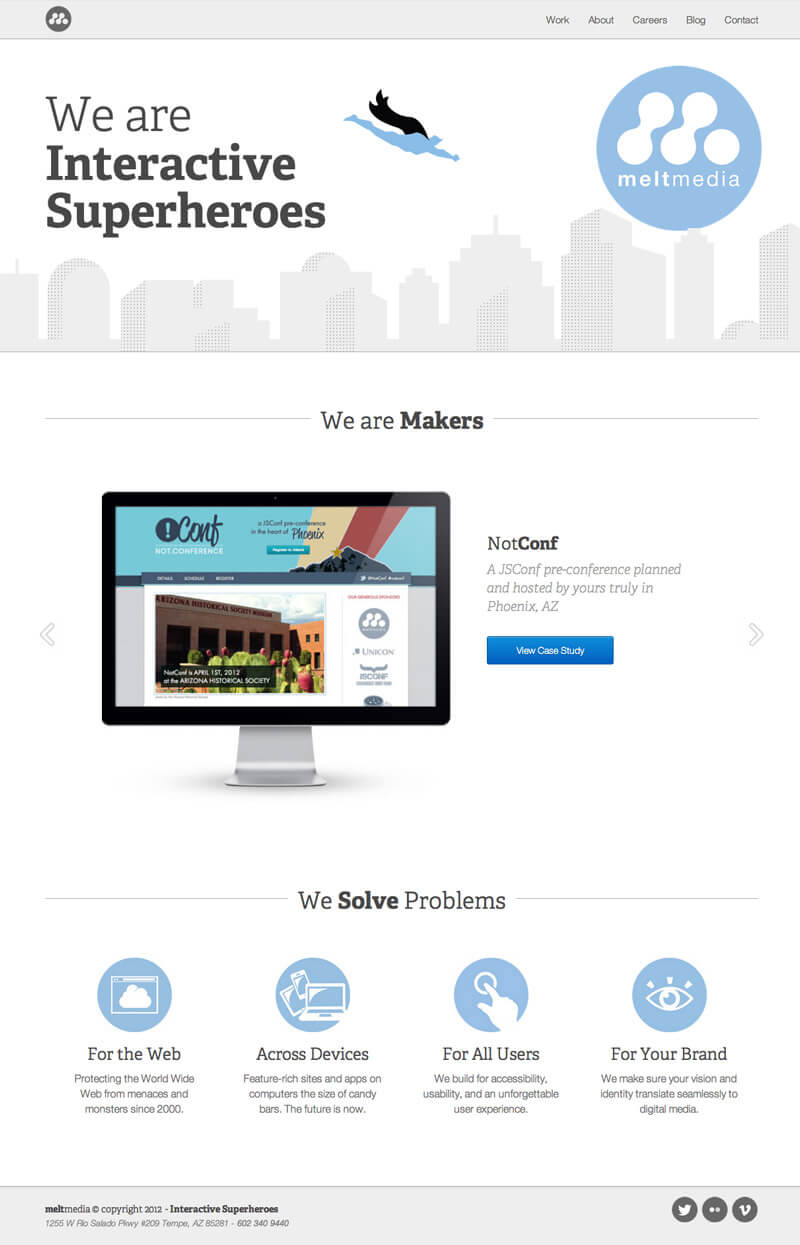 Work About Careers Blog Contact
We are
Interactive
Superheroes
meltmedia
We are Makers
!Conf
NOT.CONFERENCE
a JSConf pre-conference
in the heart of Phoenix
Register to Attend
DETAILS SCHEDULE REGISTER
@NotConf #notconf
ARIZONA HISTORICAL SOCIETY MUSEUM
NotConf is APRIL 1ST, 2012
at the ARIZONA HISTORICAL SOCIETY
OUR GENEROUS SPONSORS
UNICON
JSCONF
NotConf
A JSConf pre-conference planned
and hosted by yours truly in
Phoenix, AZ
View Case Study
We Solve Problems
For the Web
Protecting the World Wide
Web from menaces and
monsters since 2000.
Across Devices
Feature-rich sites and apps on
computers the size of candy
bars. The future is now.
For All Users
We build for accessibility,
usability, and an unforgettable
user experience.
For Your Brand
We make sure your vision and
identity translate seamlessly to
digital media.
meltmedia © copyright 2012 - Interactive Superheroes
1255 W Rio Salado Pkwy #209 Tempe, AZ 85281 - 602 340 9440